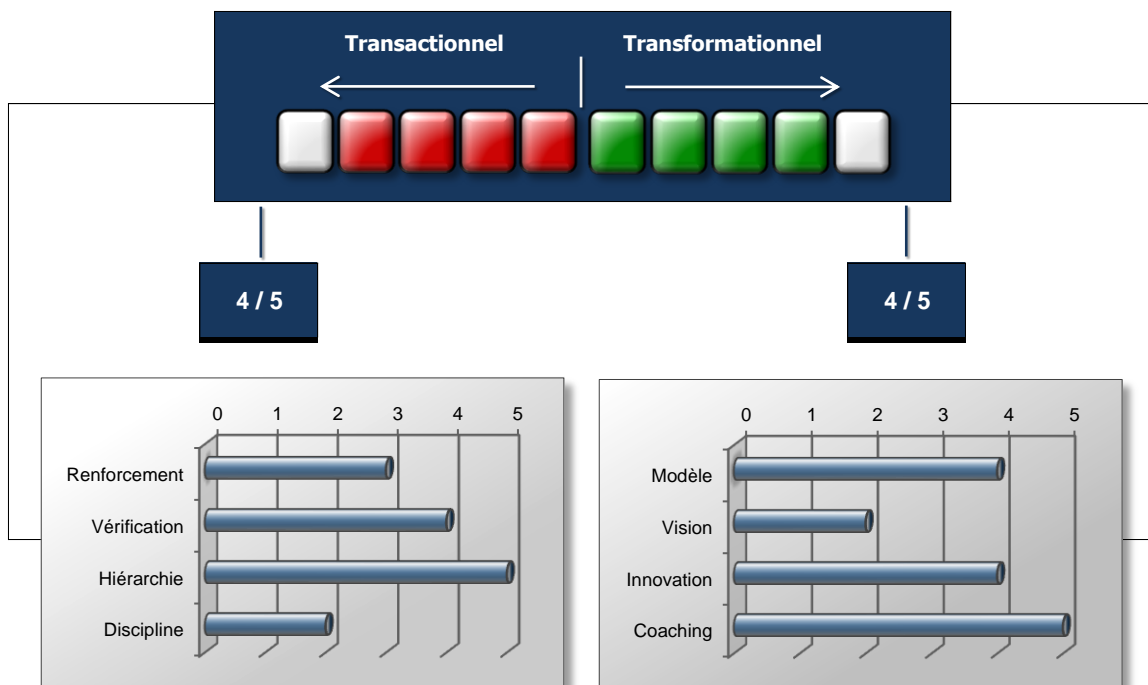 Transactionnel Transformationnel
4 / 5 4 / 5
0 1 2 3 4 5
Renforcement
Vérification
Hiérarchie
Discipline
0 1 2 3 4 5
Modèle
Vision
Innovation
Coaching